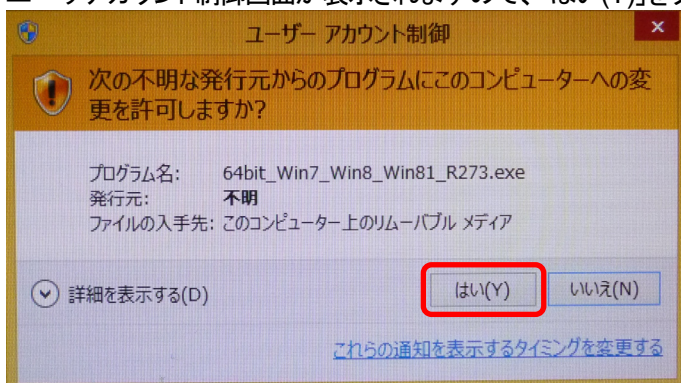 ユーザー アカウント制御
次の不明な発行元からのプログラムにこのコンピューターへの変
更を許可しますか?
プログラム名: 64bit_Win7_Win8_Win81_R273.exe
発行元: 不明
ファイルの入手先: このコンピューター上のリムーバブル メディア
詳細を表示する(D)
はい(Y)
いいえ(N)
これらの通知を表示するタイミングを変更する